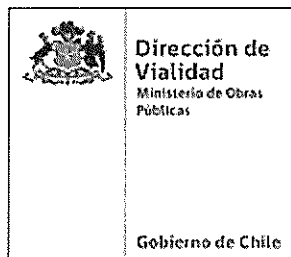 Dirección de
Vialidad
Ministerio de Obras
Públicas
Gobierno de Chile